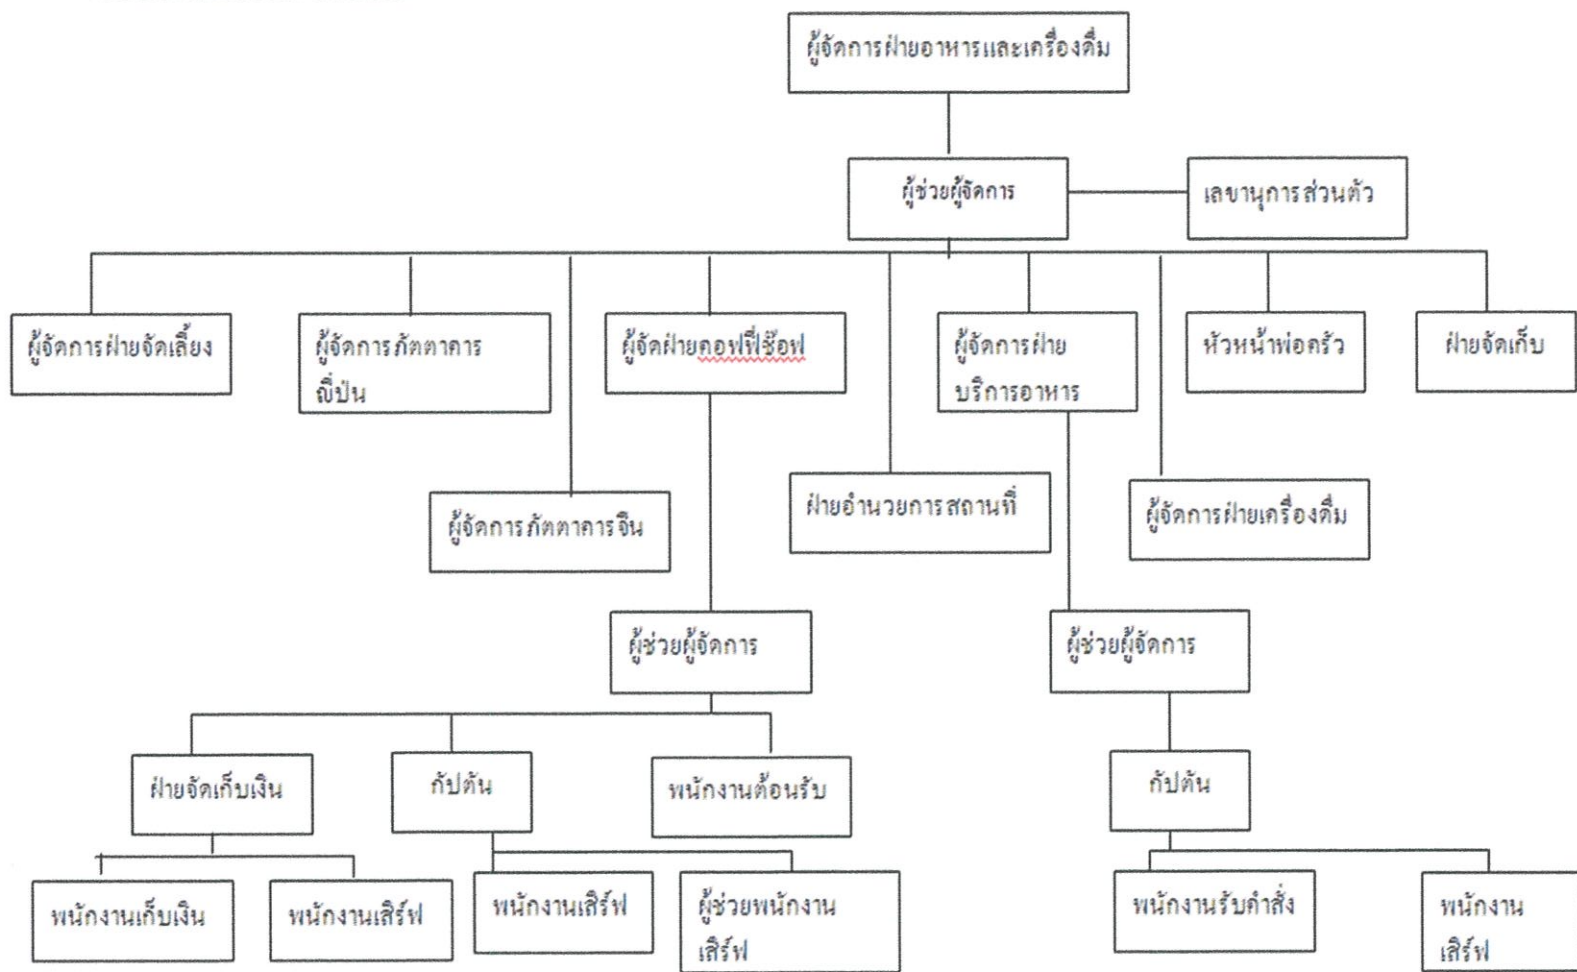 ผู้จัดการฝ่ายอาหารและเครื่องดื่ม
ผู้ช่วยผู้จัดการ
เลขานุการส่วนตัว
ผู้จัดการฝ่ายจัดเลี้ยง
ผู้จัดการภัตตาคาร
ญี่ปุ่น
ผู้จัดฝ่ายคอฟฟี่ช๊อฟ
ผู้จัดการฝ่าย
บริการอาหาร
หัวหน้าพ่อครัว
ฝ่ายจัดเก็บ
ผู้จัดการภัตตาคารจีน
ฝ่ายอำนวยการสถานที่
ผู้จัดการฝ่ายเครื่องดื่ม
ผู้ช่วยผู้จัดการ
ผู้ช่วยผู้จัดการ
ฝ่ายจัดเก็บเงิน
กัปตัน
พนักงานต้อนรับ
กัปตัน
พนักงานเก็บเงิน
พนักงานเสิร์ฟ
พนักงานเสิร์ฟ
ผู้ช่วยพนักงาน
เสิร์ฟ
พนักงานรับคำสั่ง
พนักงาน
เสิร์ฟ